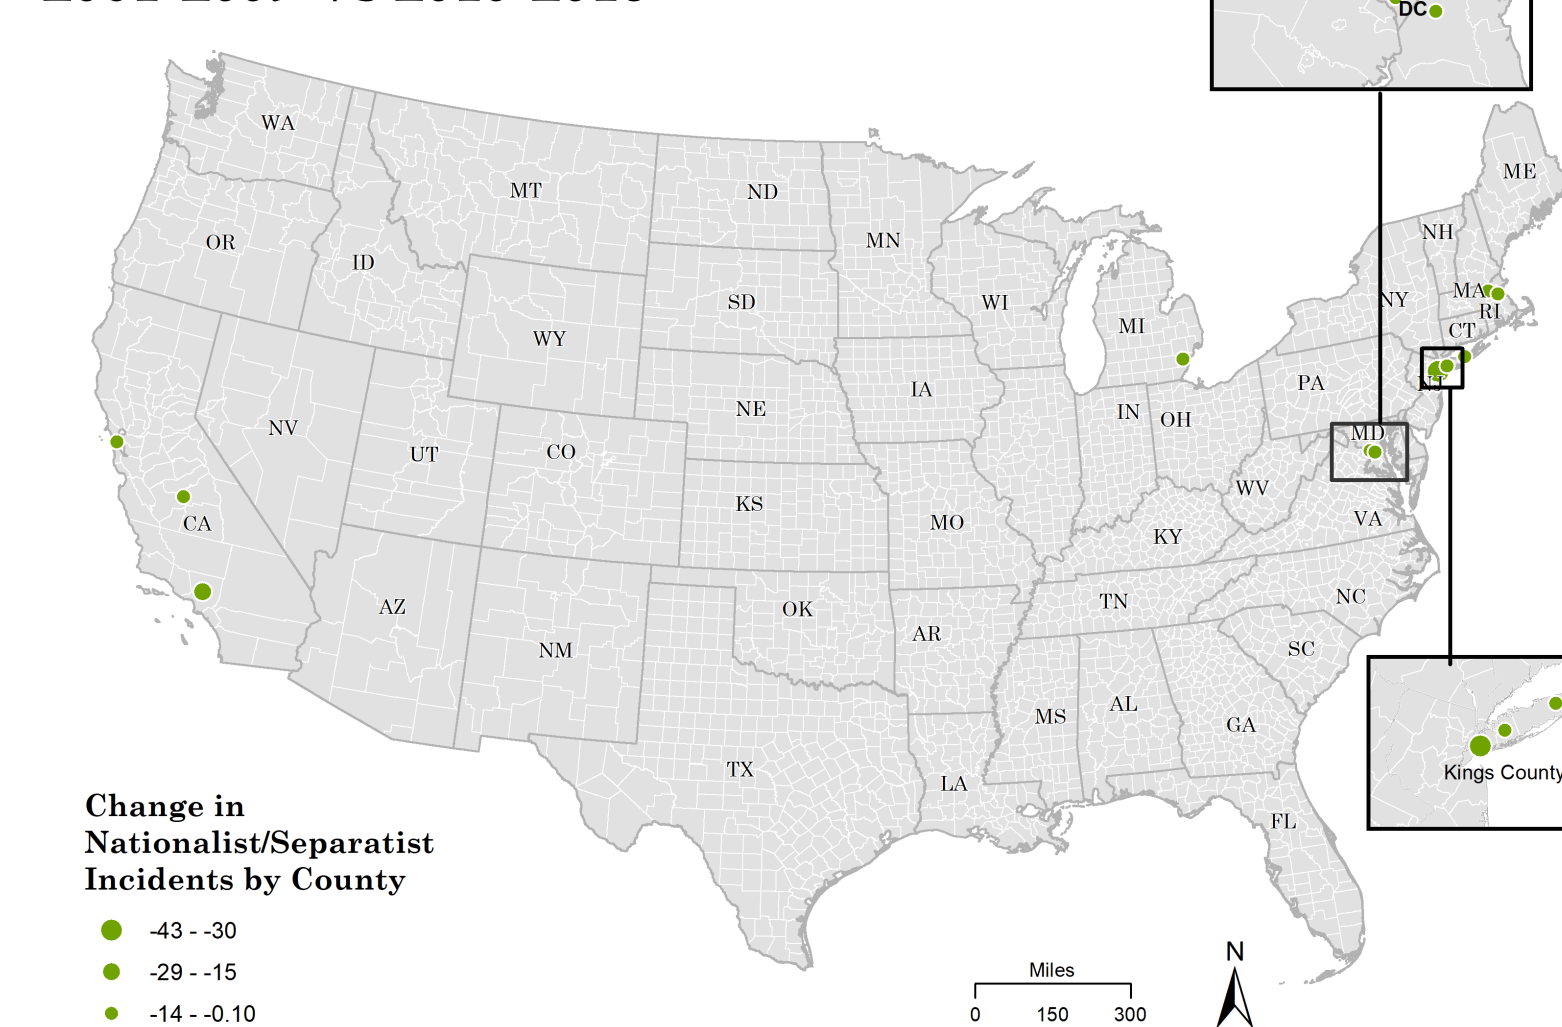 DC
WA
ME
MT
ND
NH
OR
MN
ID
MA
SD
WI
NY
RI
MI
CT
WY
PA
NJ
IA
NE
IN
OH
NV
MD
CO
UT
WV
KS
VA
MO
CA
KY
NC
TN
AZ
OK
AR
SC
NM
AL
MS
GA
TX
Kings County
LA
FL
Change in
Nationalist/Separatist
Incidents by County
-43 - -30
-29 - -15
-14 - -0.10
N
Miles
0 150 300